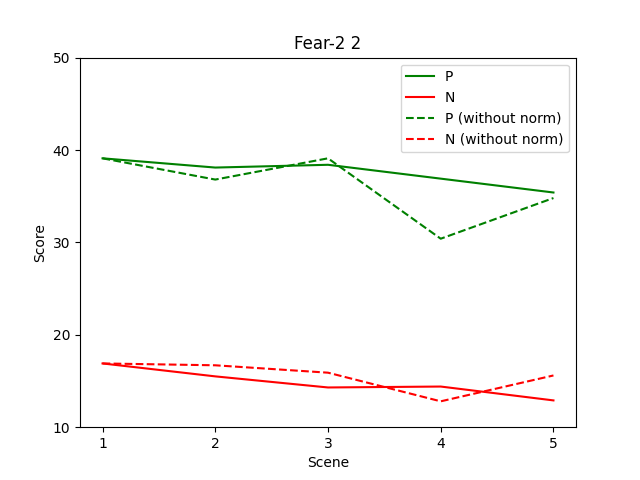 Fear-2 2
50
40
30
20
10
Score
1 2 3 4 5
Scene
P
N
P (without norm)
N (without norm)